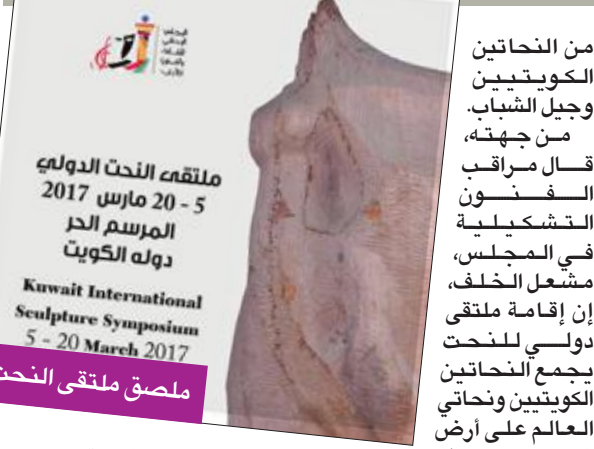 من النحاتين
الكويتيين
وجيل الشباب.
من جهته،
قال مراقب
الفنون
التشكيلية
في المجلس،
مشعل الخلف،
إن إقامة ملتقى
دولي للنحت
يجمع النحاتين
الكويتيين ونحاتي
العالم على أرض
ملتقى النحت الدولي
5 - 20 مارس 2017
المرسم الحر
دوله الكويت
Kuwait International
Sculpture Symposium
5 - 20 March 2017
ملصق ملتقى النحت